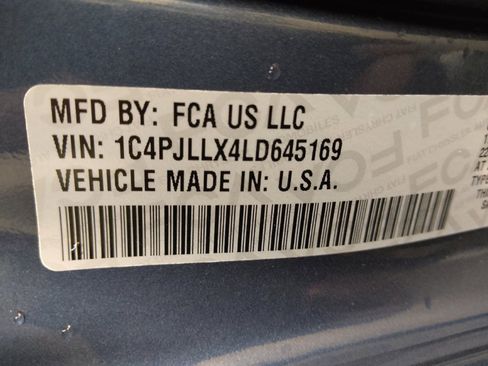 MFD BY: FCA US LLC
VIN: 1C4PJLLX4LD645169
VEHICLE MADE IN: U.S.A.